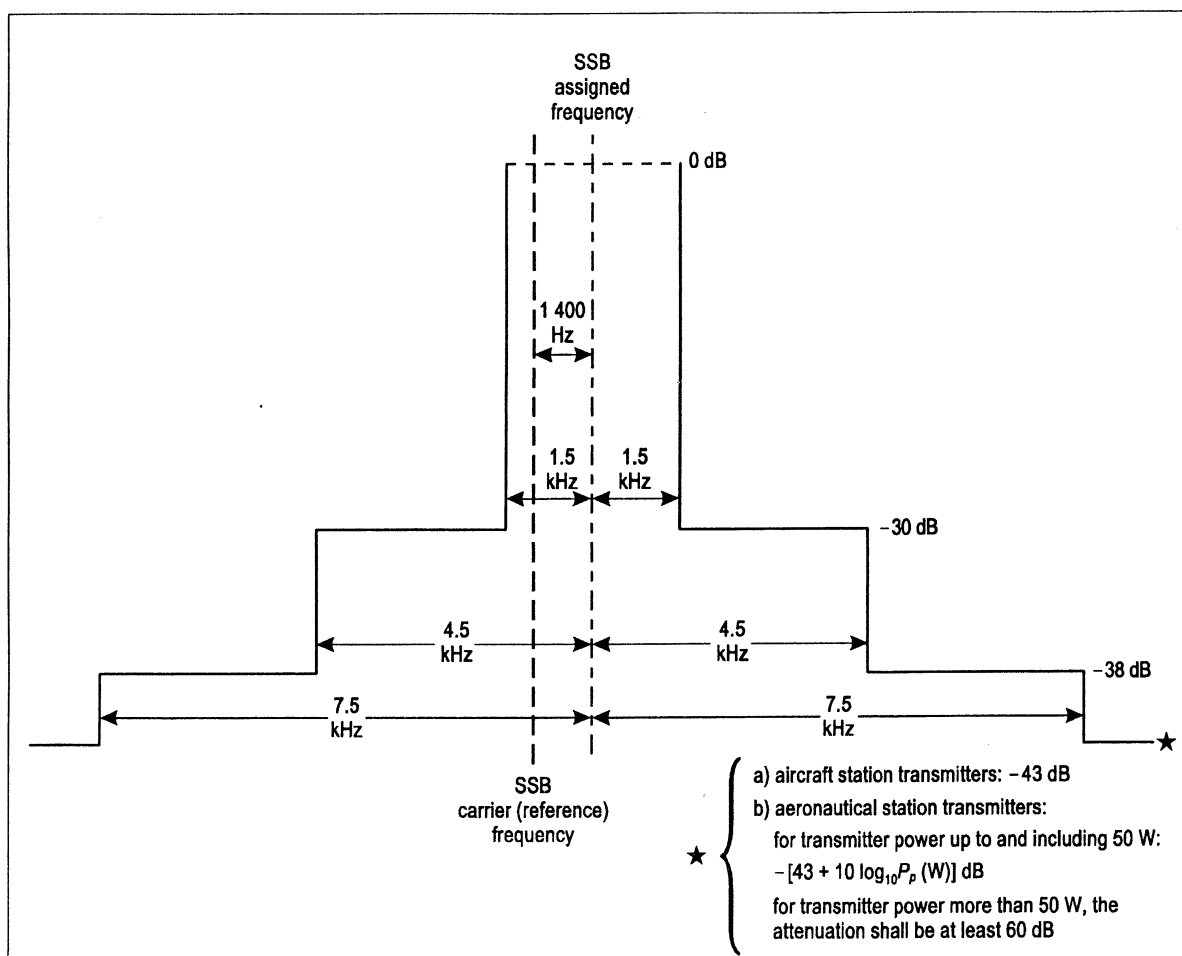 SSB
assigned
frequency
0 dB
1 400
Hz
1.5
kHz
1.5
kHz
−30 dB
4.5
kHz
4.5
kHz
−38 dB
7.5
kHz
7.5
kHz
★
SSB
carrier (reference)
frequency
★
a) aircraft station transmitters: −43 dB
b) aeronautical station transmitters:
for transmitter power up to and including 50 W:
−[43 + 10 log₁₀Pₚ (W)] dB
for transmitter power more than 50 W, the
attenuation shall be at least 60 dB